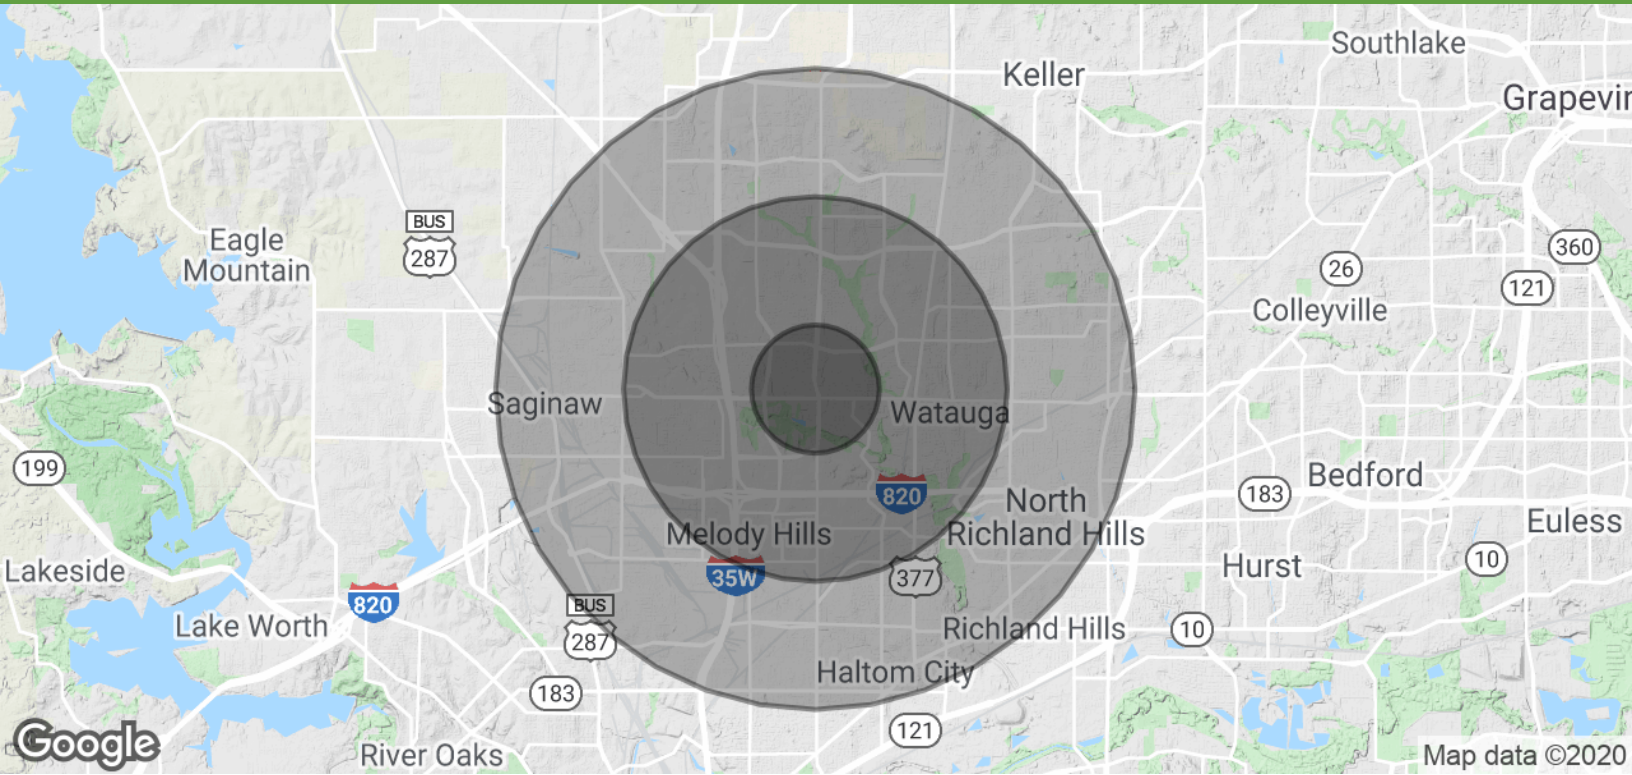 Southlake
Keller
Grapevin
BUS
287
Eagle
Mountain
360
26
121
Colleyville
Saginaw
Watauga
199
Bedford
820
183
North
Richland Hills
Melody Hills
Euless
10
Hurst
Lakeside
35W
377
820
BUS
287
Lake Worth
Richland Hills
10
Haltom City
183
121
Google
River Oaks
Map data ©2020